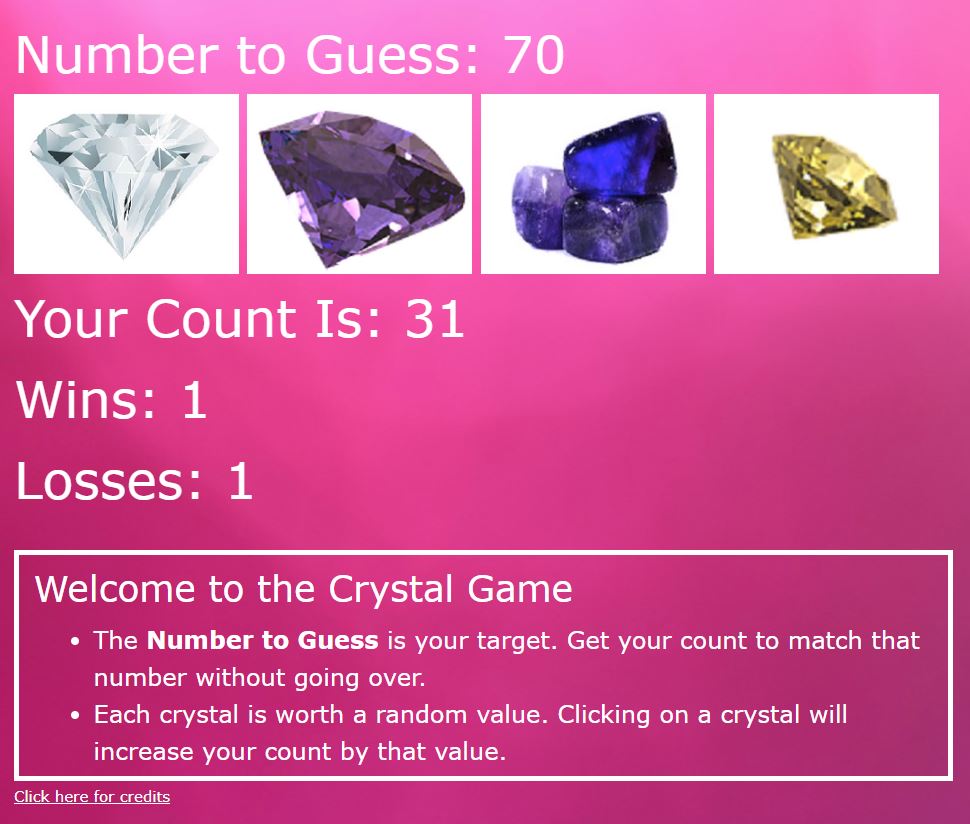 Number to Guess: 70
Your Count Is: 31
Wins: 1
Losses: 1
Welcome to the Crystal Game
• The Number to Guess is your target. Get your count to match that
number without going over.
• Each crystal is worth a random value. Clicking on a crystal will
increase your count by that value.
Click here for credits